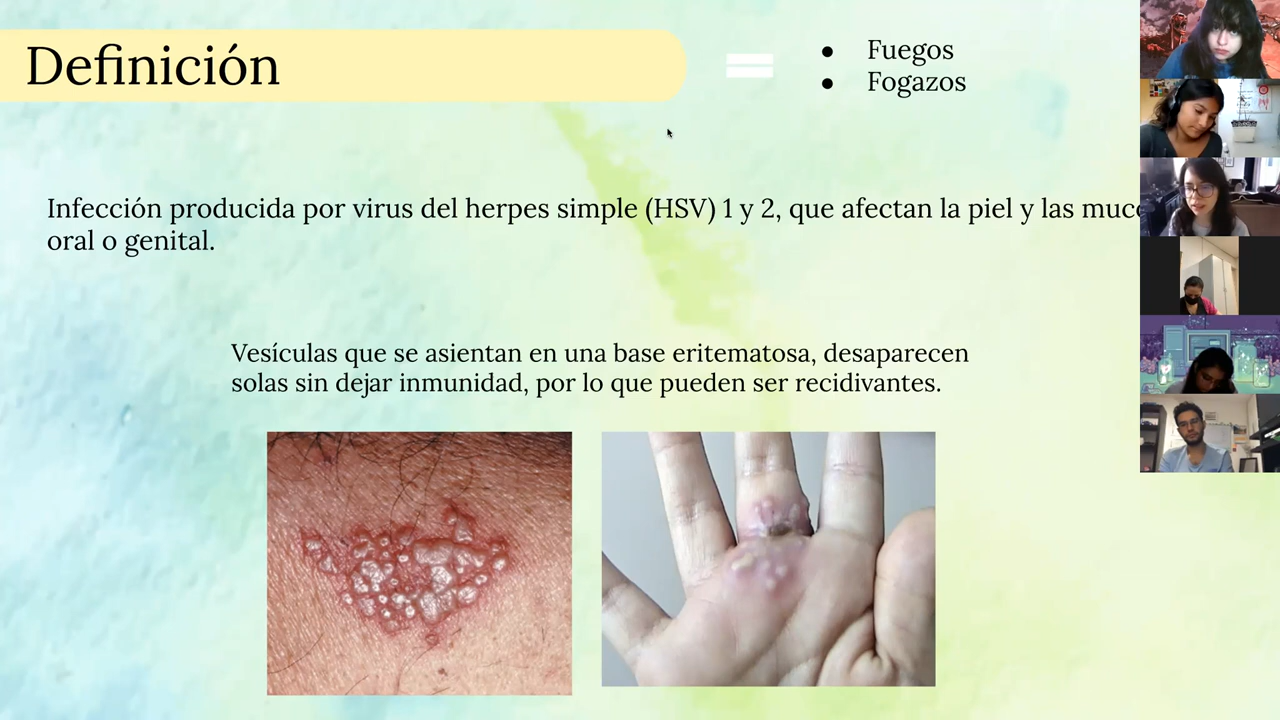 Definición
Fuegos
Fogazos
Infección producida por virus del herpes simple (HSV) 1 y 2, que afectan la piel y las
oral o genital.
Vesículas que se asientan en una base eritematosa, desaparecen
solas sin dejar inmunidad, por lo que pueden ser recidivantes.